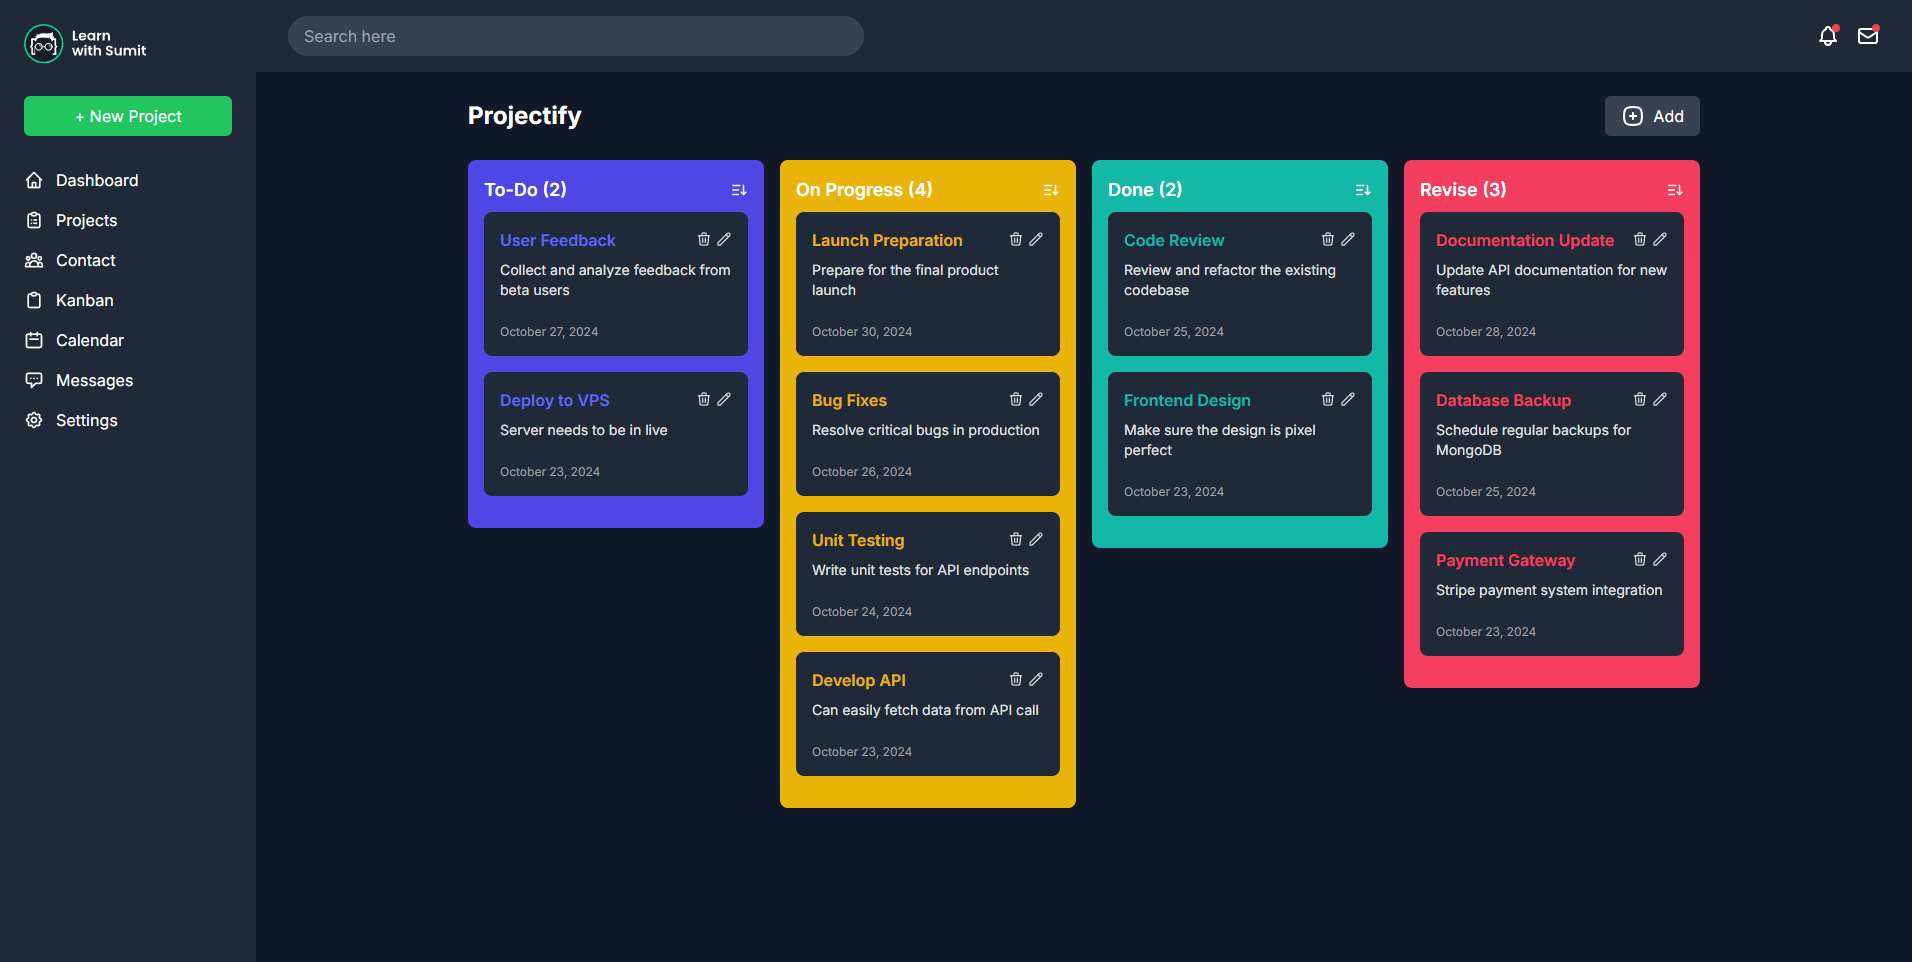 Learn
with Sumit
Search here
+ New Project
Dashboard
Projects
Contact
Kanban
Calendar
Messages
Settings
Projectify
Add
To-Do (2)
User Feedback
Collect and analyze feedback from
beta users
October 27, 2024
Deploy to VPS
Server needs to be in live
October 23, 2024
On Progress (4)
Launch Preparation
Prepare for the final product
launch
October 30, 2024
Bug Fixes
Resolve critical bugs in production
October 26, 2024
Unit Testing
Write unit tests for API endpoints
October 24, 2024
Develop API
Can easily fetch data from API call
October 23, 2024
Done (2)
Code Review
Review and refactor the existing
codebase
October 25, 2024
Frontend Design
Make sure the design is pixel
perfect
October 23, 2024
Revise (3)
Documentation Update
Update API documentation for new
features
October 28, 2024
Database Backup
Schedule regular backups for
MongoDB
October 25, 2024
Payment Gateway
Stripe payment system integration
October 23, 2024